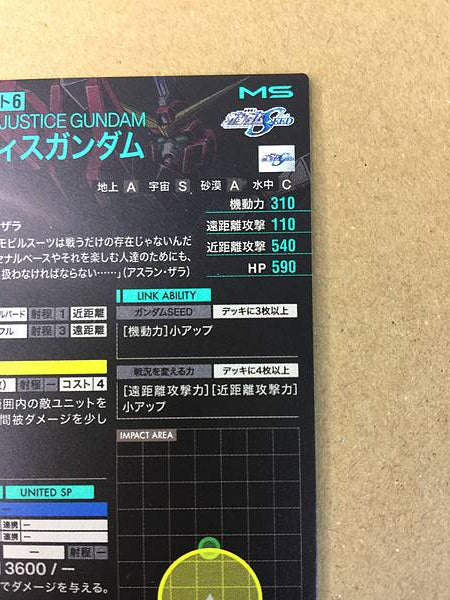 ト6
MS
JUSTICE GUNDAM
ィスガンダム
SEED
地上 A 宇宙 S 砂漠 A 水中 C
機動力 310
遠距離攻撃 110
近距離攻撃 540
HP 590
ザラ
モビルスーツは戦うだけの存在じゃないんだ
セナルベースやそれを楽しむ人達のためにも、
扱わなければならない……」(アスラン・ザラ)
LINK ABILITY
ガンダムSEED デッキに3枚以上
[機動力]小アップ
戦況を変える力 デッキに4枚以上
[遠距離攻撃力][近距離攻撃力]
小アップ
ルバード 射程 1 近距離
フル 射程 3 遠距離
射程 ー コスト 4
範囲内の敵ユニットを
間被ダメージを少し
IMPACT AREA
UNITED SP
ー
連携 ー
連携 ー
ー 射程 ー
3600 / ー
でダメージを与える。